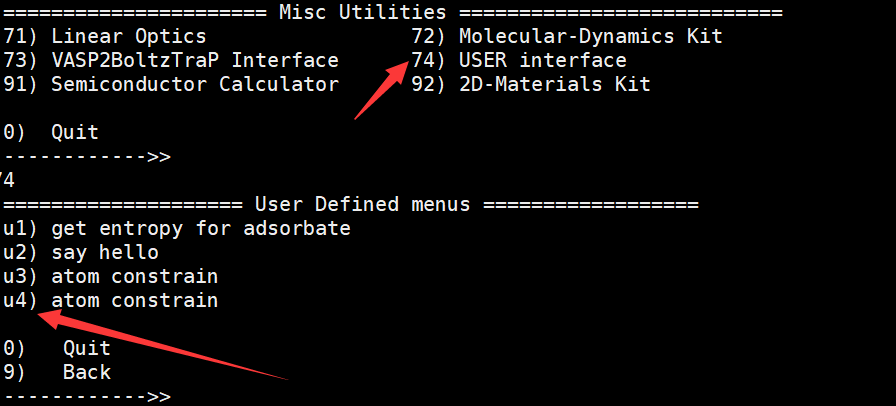 ====================== Misc Utilities ===========================
71) Linear Optics                 72) Molecular-Dynamics Kit
73) VASP2BoltzTraP Interface      74) USER interface
91) Semiconductor Calculator      92) 2D-Materials Kit
0)  Quit
------------>>
74
==================== User Defined menus ==================
u1) get entropy for adsorbate
u2) say hello
u3) atom constrain
u4) atom constrain
0)   Quit
9)   Back
------------>>